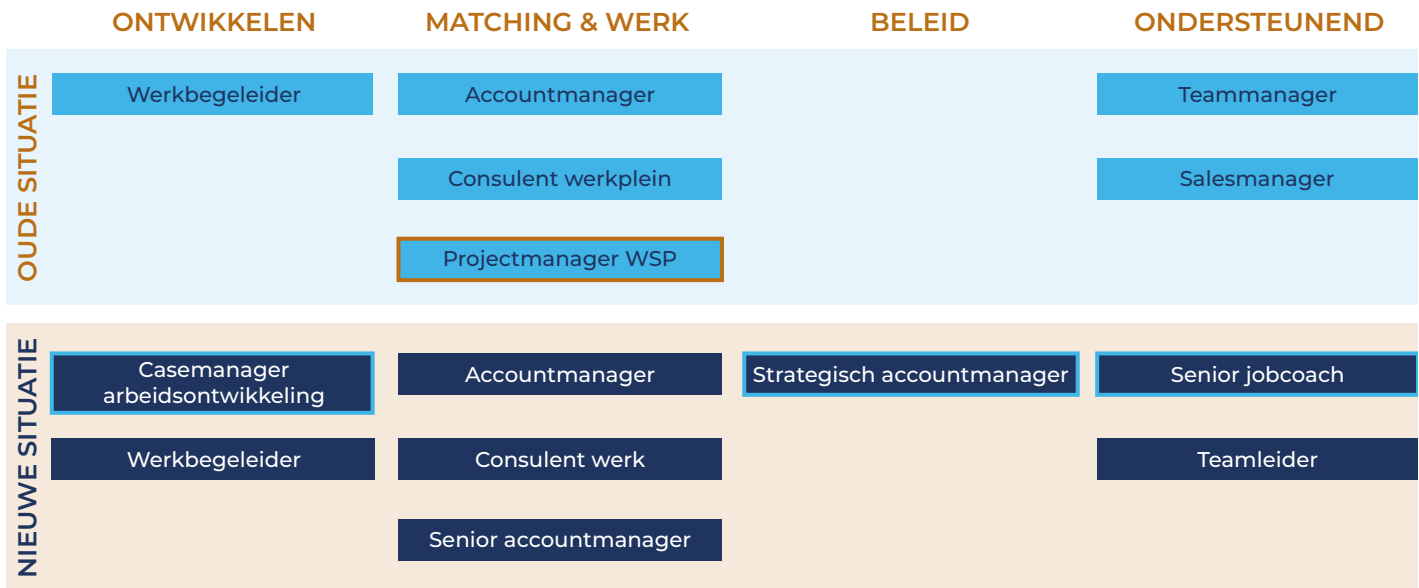 ONTWIKKELEN
MATCHING & WERK
BELEID
ONDERSTEUNEND
OUDE SITUATIE
Werkbegeleider
Accountmanager
Teammanager
Consulent werkplein
Salesmanager
Projectmanager WSP
NIEUWE SITUATIE
Casemanager
arbeidsontwikkeling
Accountmanager
Strategisch accountmanager
Senior jobcoach
Werkbegeleider
Consulent werk
Teamleider
Senior accountmanager